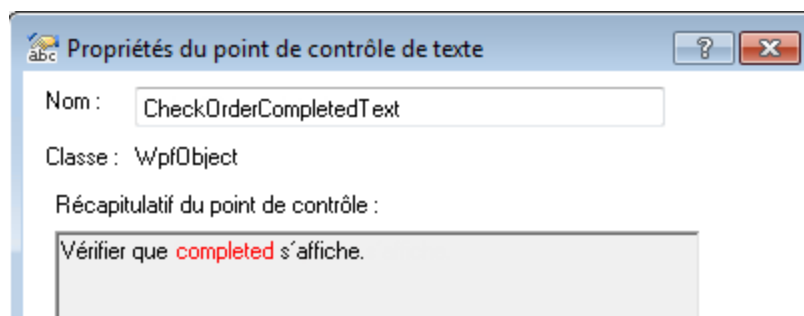 abc Propriétés du point de contrôle de texte ?
Nom : CheckOrderCompletedText
Classe : WpfObject
Récapitulatif du point de contrôle :
Vérifier que completed s´affiche.